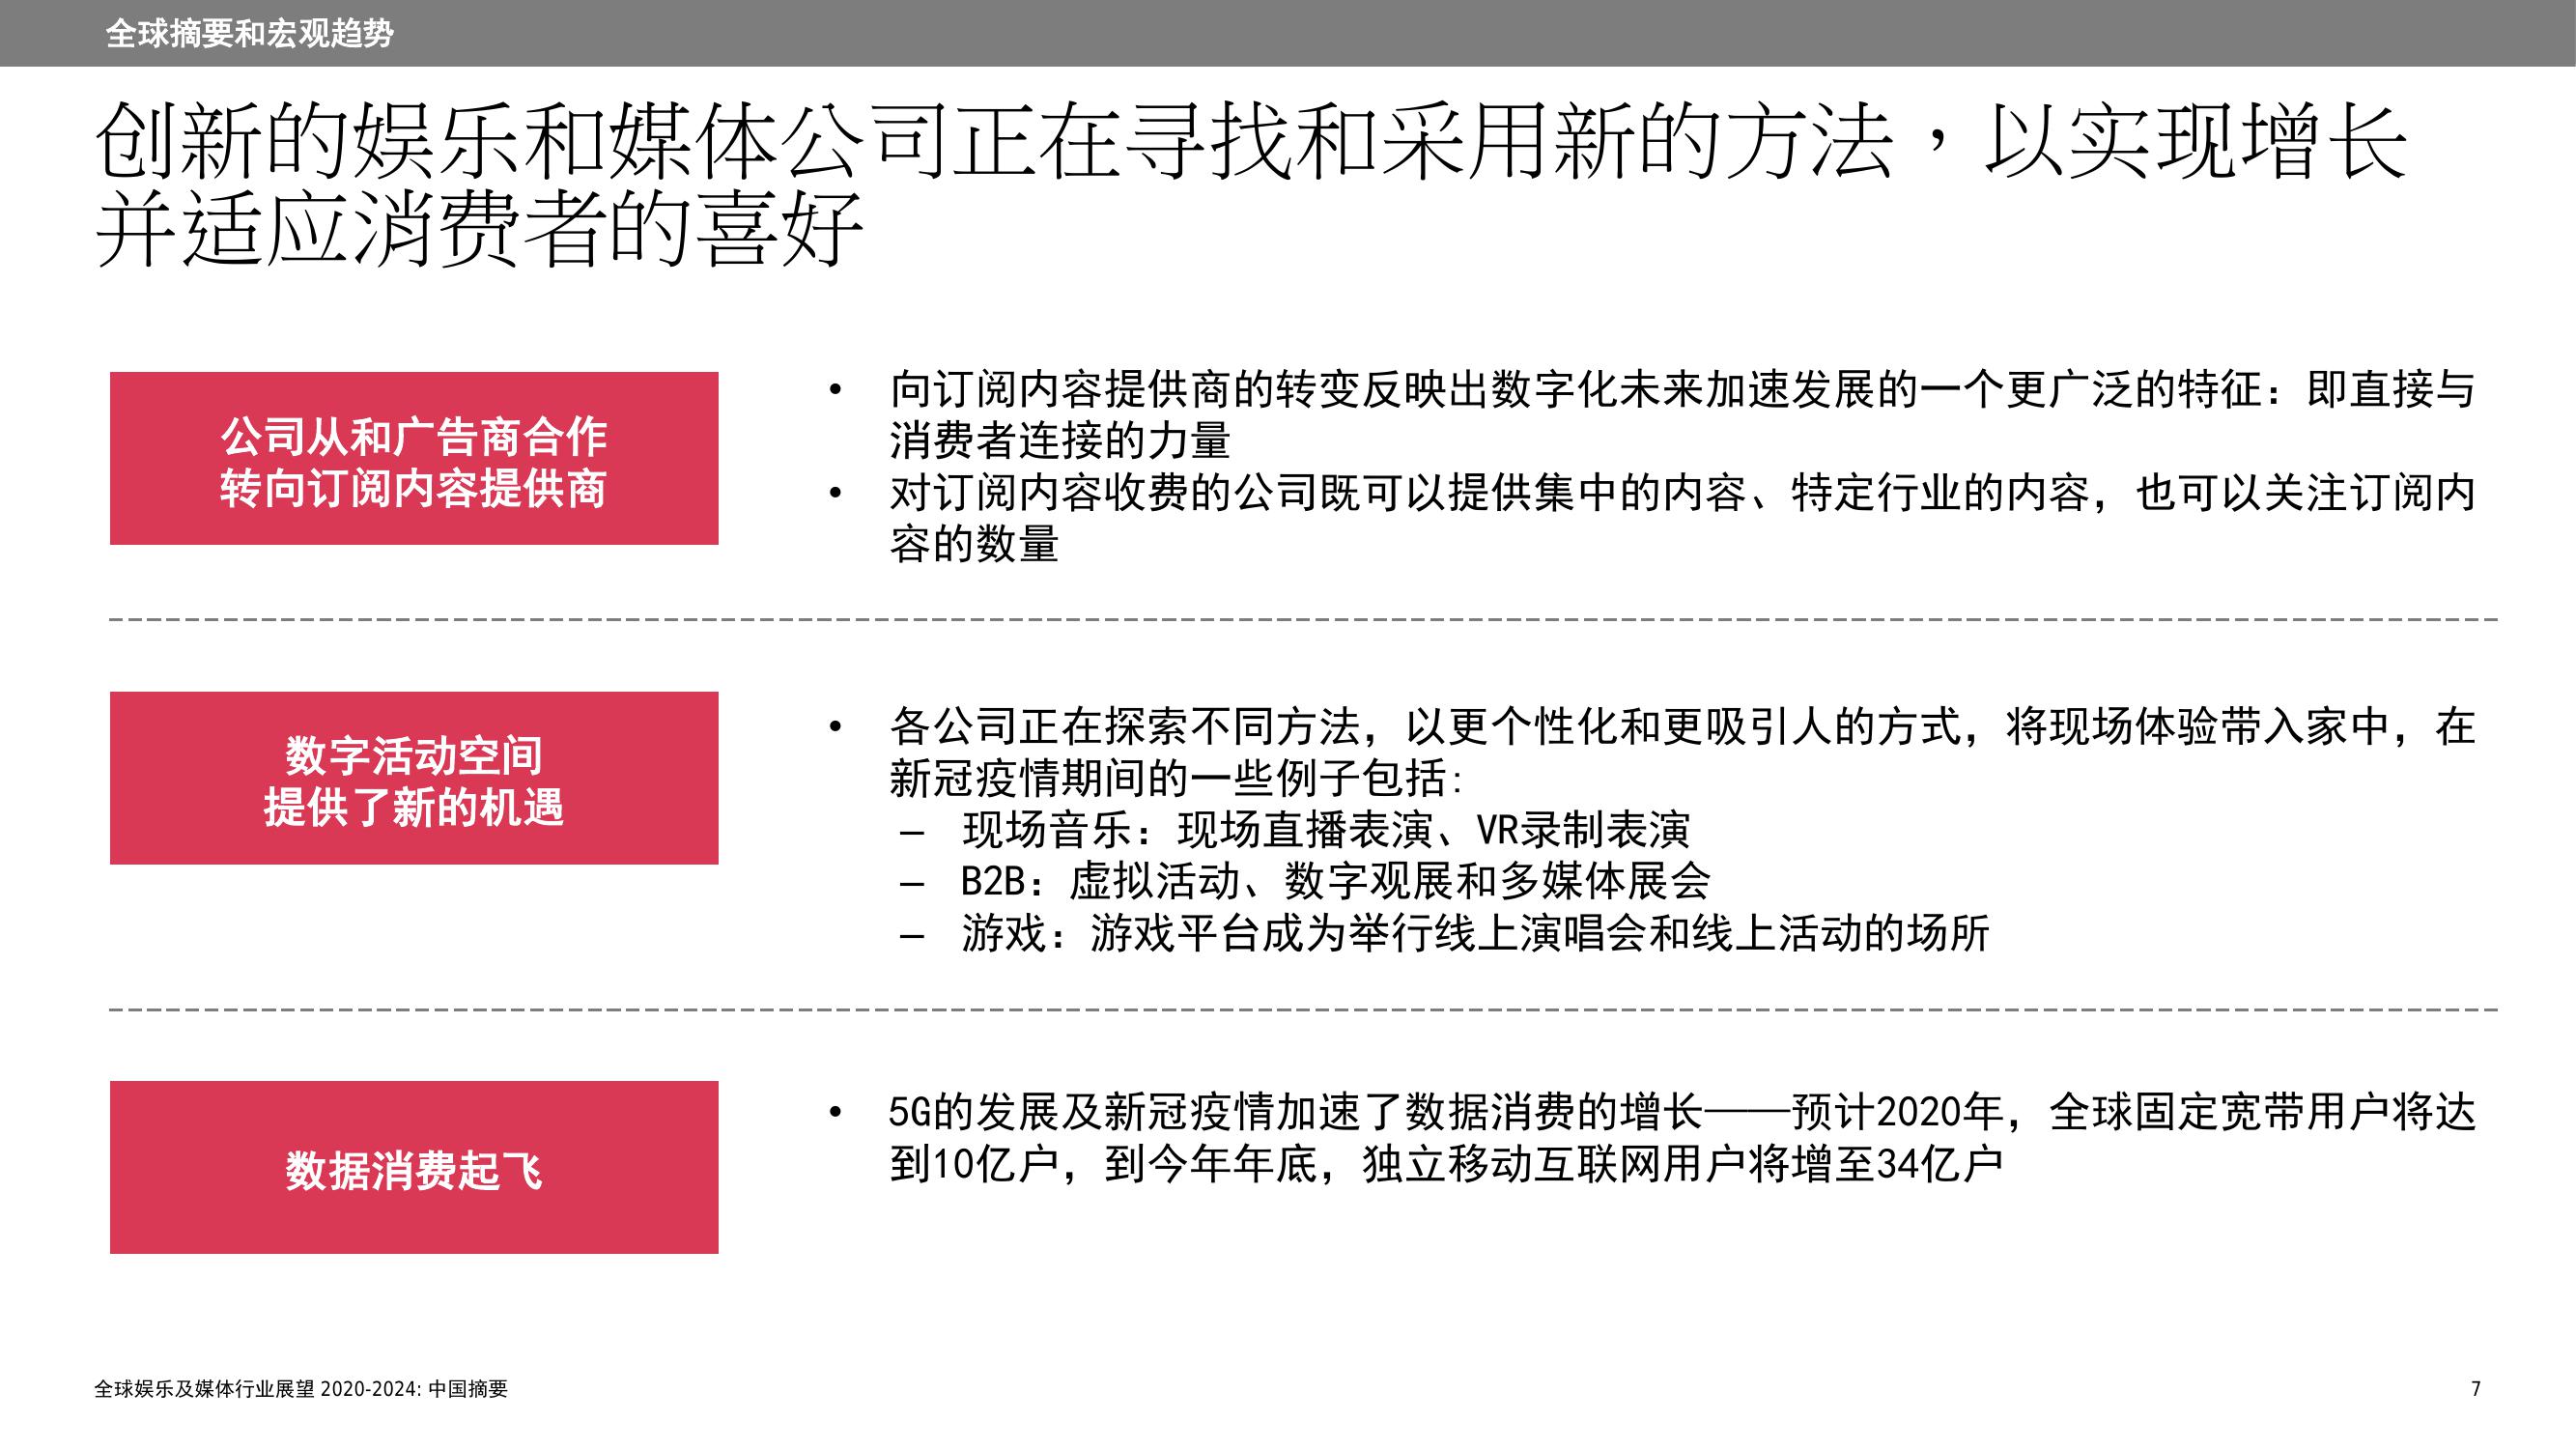 全球摘要和宏观趋势
创新的娱乐和媒体公司正在寻找和采用新的方法，以实现增长
并适应消费者的喜好
公司从和广告商合作
转向订阅内容提供商
• 向订阅内容提供商的转变反映出数字化未来加速发展的一个更广泛的特征：即直接与
消费者连接的力量
• 对订阅内容收费的公司既可以提供集中的内容、特定行业的内容，也可以关注订阅内
容的数量
数字活动空间
提供了新的机遇
• 各公司正在探索不同方法，以更个性化和更吸引人的方式，将现场体验带入家中，在
新冠疫情期间的一些例子包括:
– 现场音乐：现场直播表演、VR录制表演
– B2B：虚拟活动、数字观展和多媒体展会
– 游戏：游戏平台成为举行线上演唱会和线上活动的场所
数据消费起飞
• 5G的发展及新冠疫情加速了数据消费的增长——预计2020年，全球固定宽带用户将达
到10亿户，到今年年底，独立移动互联网用户将增至34亿户
全球娱乐及媒体行业展望 2020-2024: 中国摘要
7